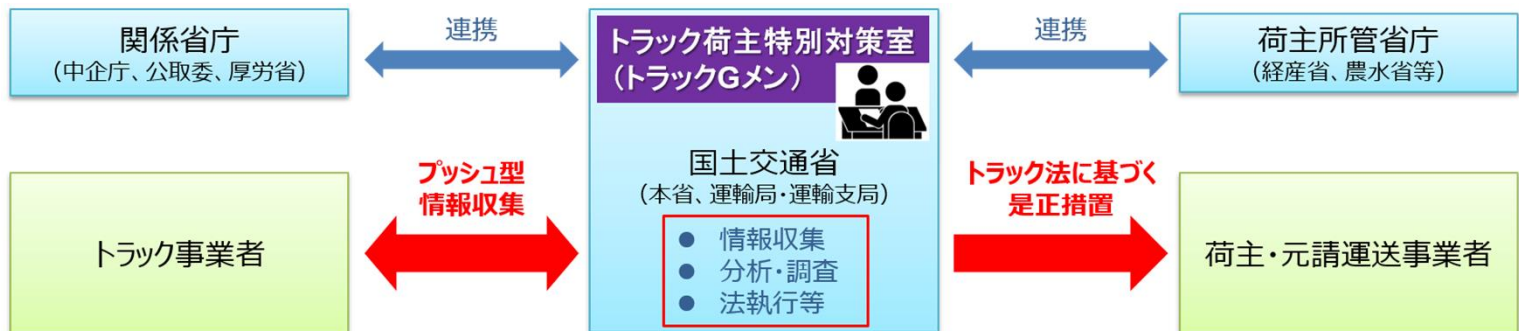 関係省庁
（中企庁、公取委、厚労省）
連携
トラック荷主特別対策室
（トラックGメン）
連携
荷主所管省庁
（経産省、農水省等）
トラック事業者
プッシュ型
情報収集
国土交通省
（本省、運輸局・運輸支局）
● 情報収集
● 分析・調査
● 法執行等
トラック法に基づく
是正措置
荷主・元請運送事業者